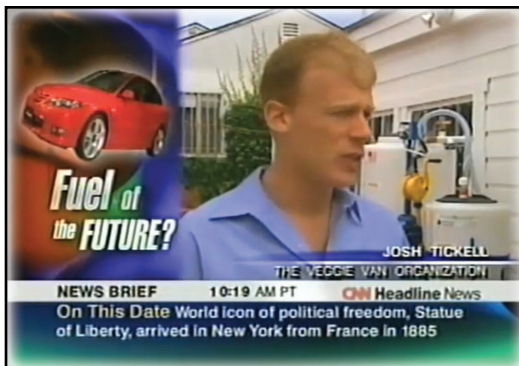 Fuel of
the FUTURE?
JOSH TICKELL
THE VEGGIE VAN ORGANIZATION
NEWS BRIEF 10:19 AM PT CNN Headline News
On This Date World icon of political freedom, Statue
of Liberty, arrived in New York from France in 1885